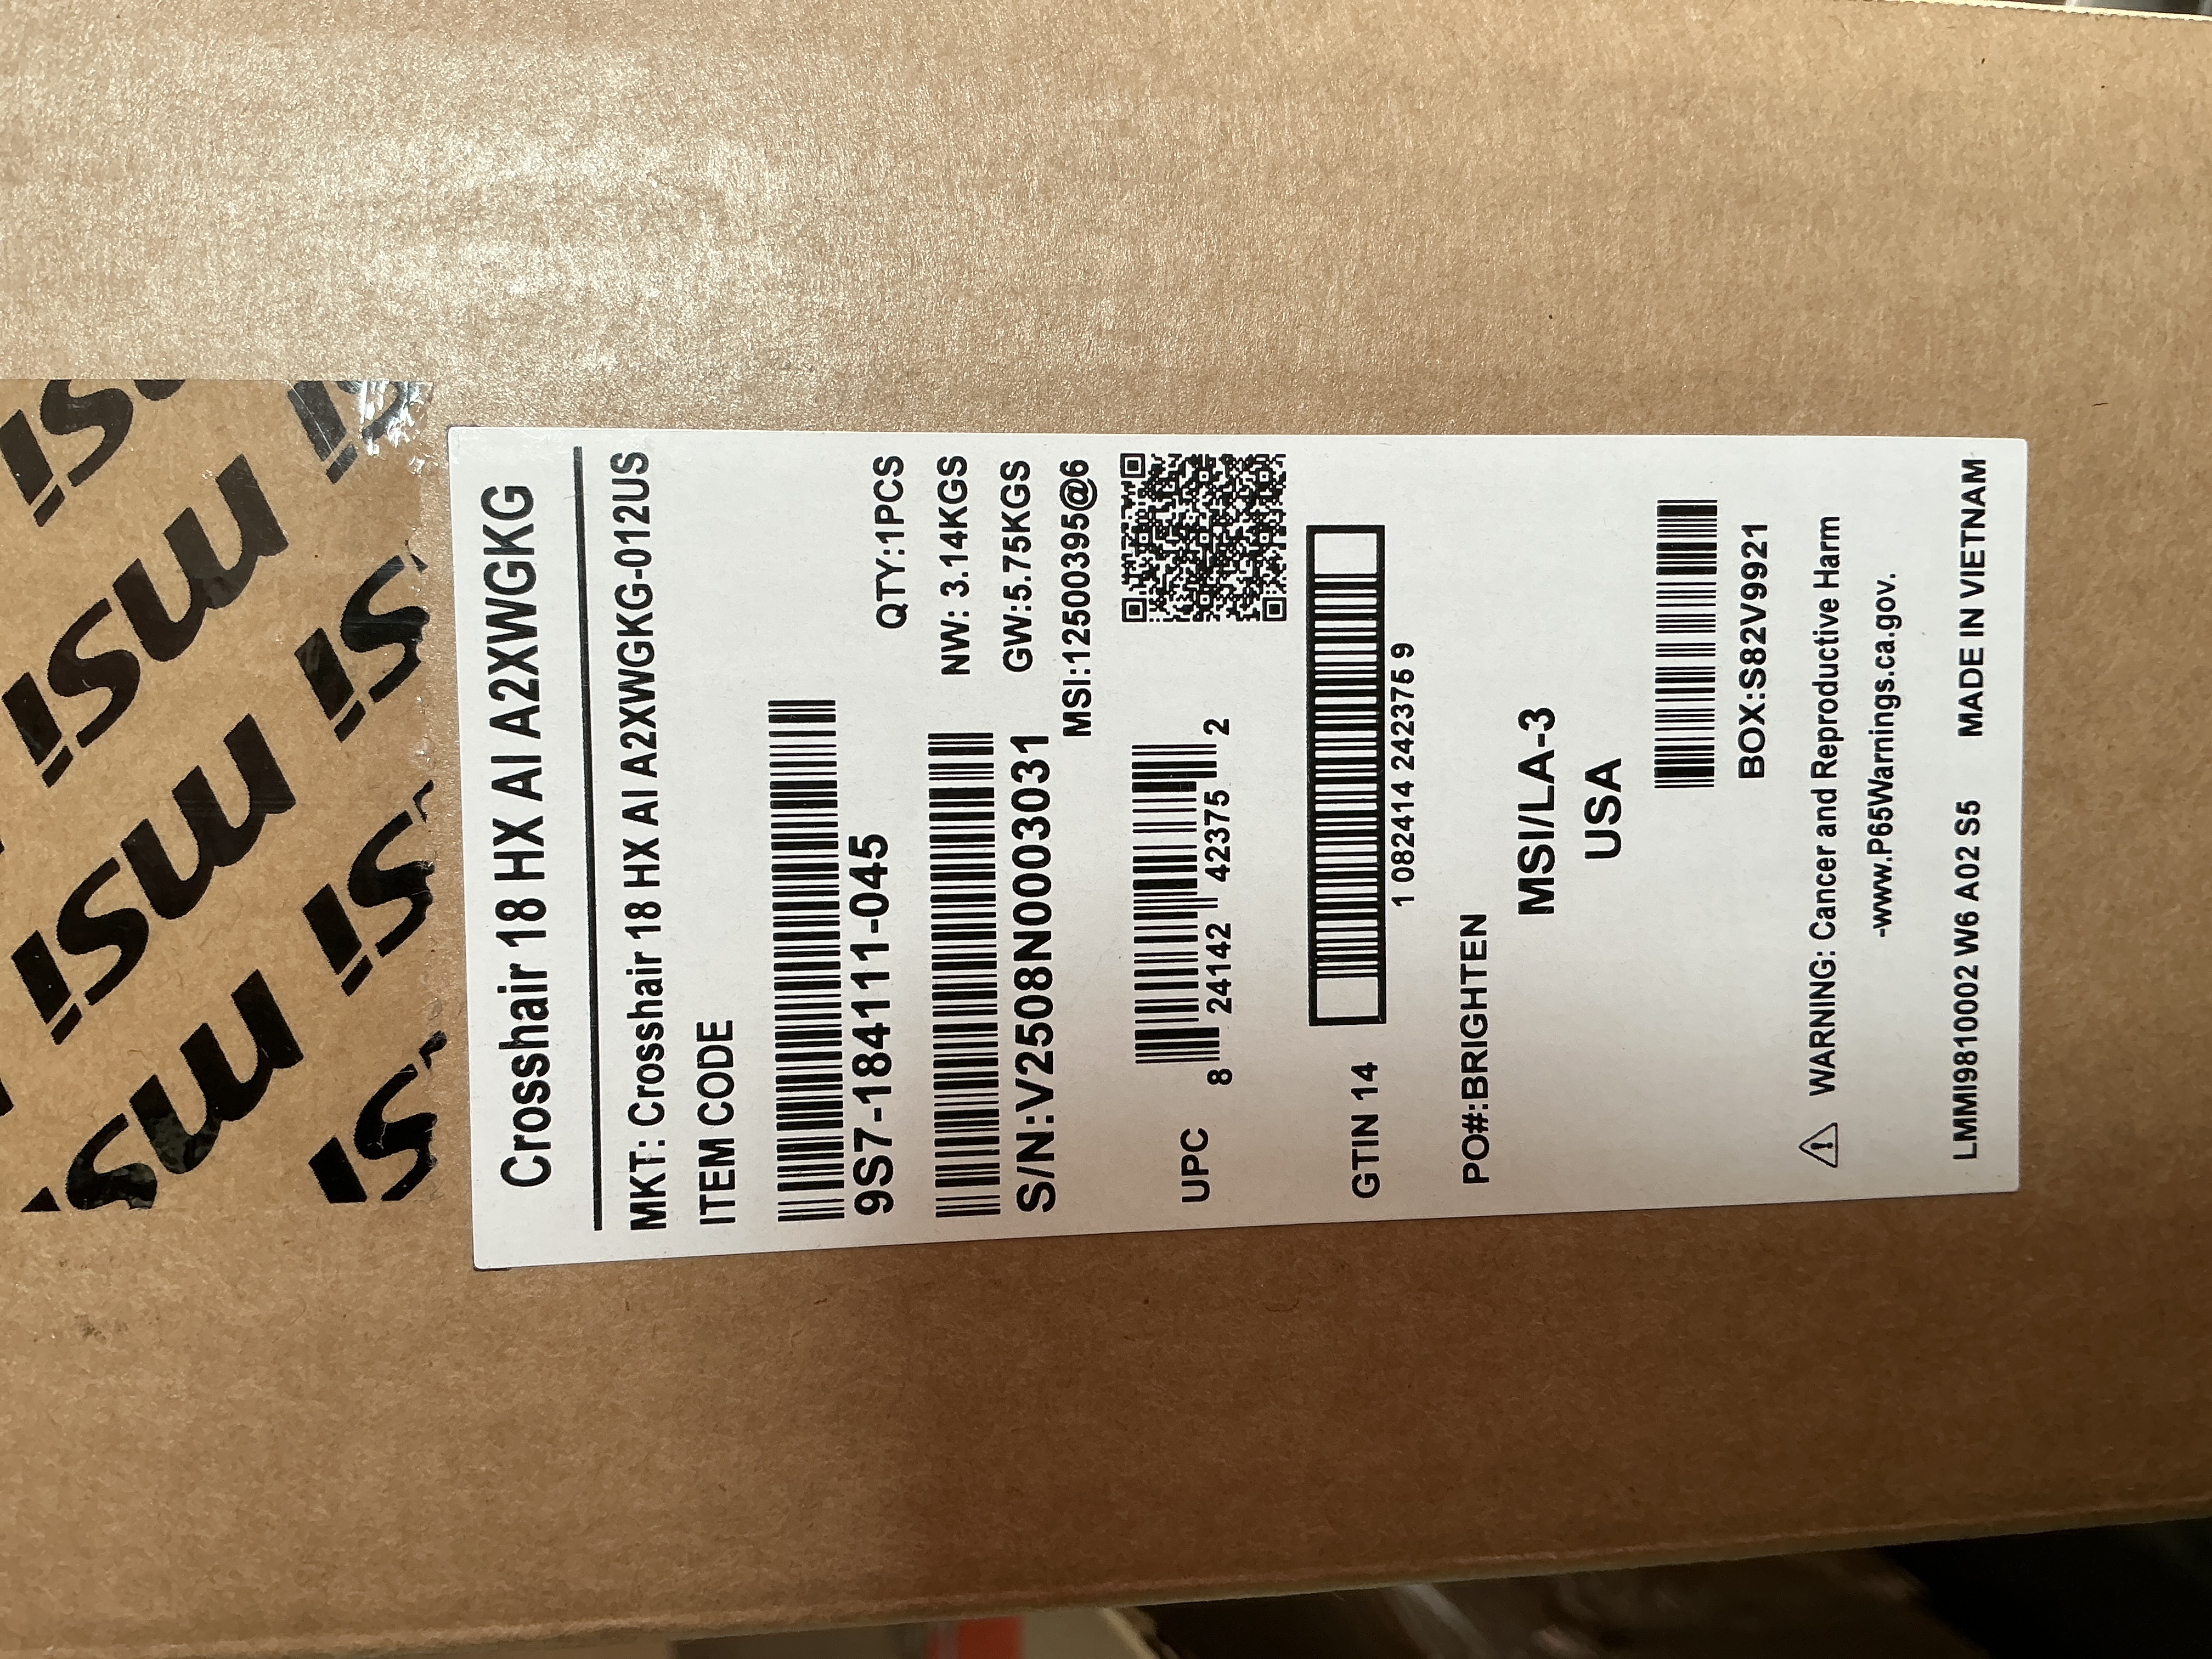 Crosshair 18 HX AI A2XWGKG
MKT: Crosshair 18 HX AI A2XWGKG-012US
ITEM CODE
9S7-184111-045
QTY:1PCS
S/N:V2508N0003031
NW: 3.14KGS
GW:5.75KGS
MSI:12500395@6
UPC
8 24142 42375 2
GTIN 14
1 082414 242375 9
PO#:BRIGHTEN
MSI/LA-3
USA
BOX:S82V9921
WARNING: Cancer and Reproductive Harm
-www.P65Warnings.ca.gov.
LMMI9810002 W6 A02 S5 MADE IN VIETNAM
msi
msi
msi
msi